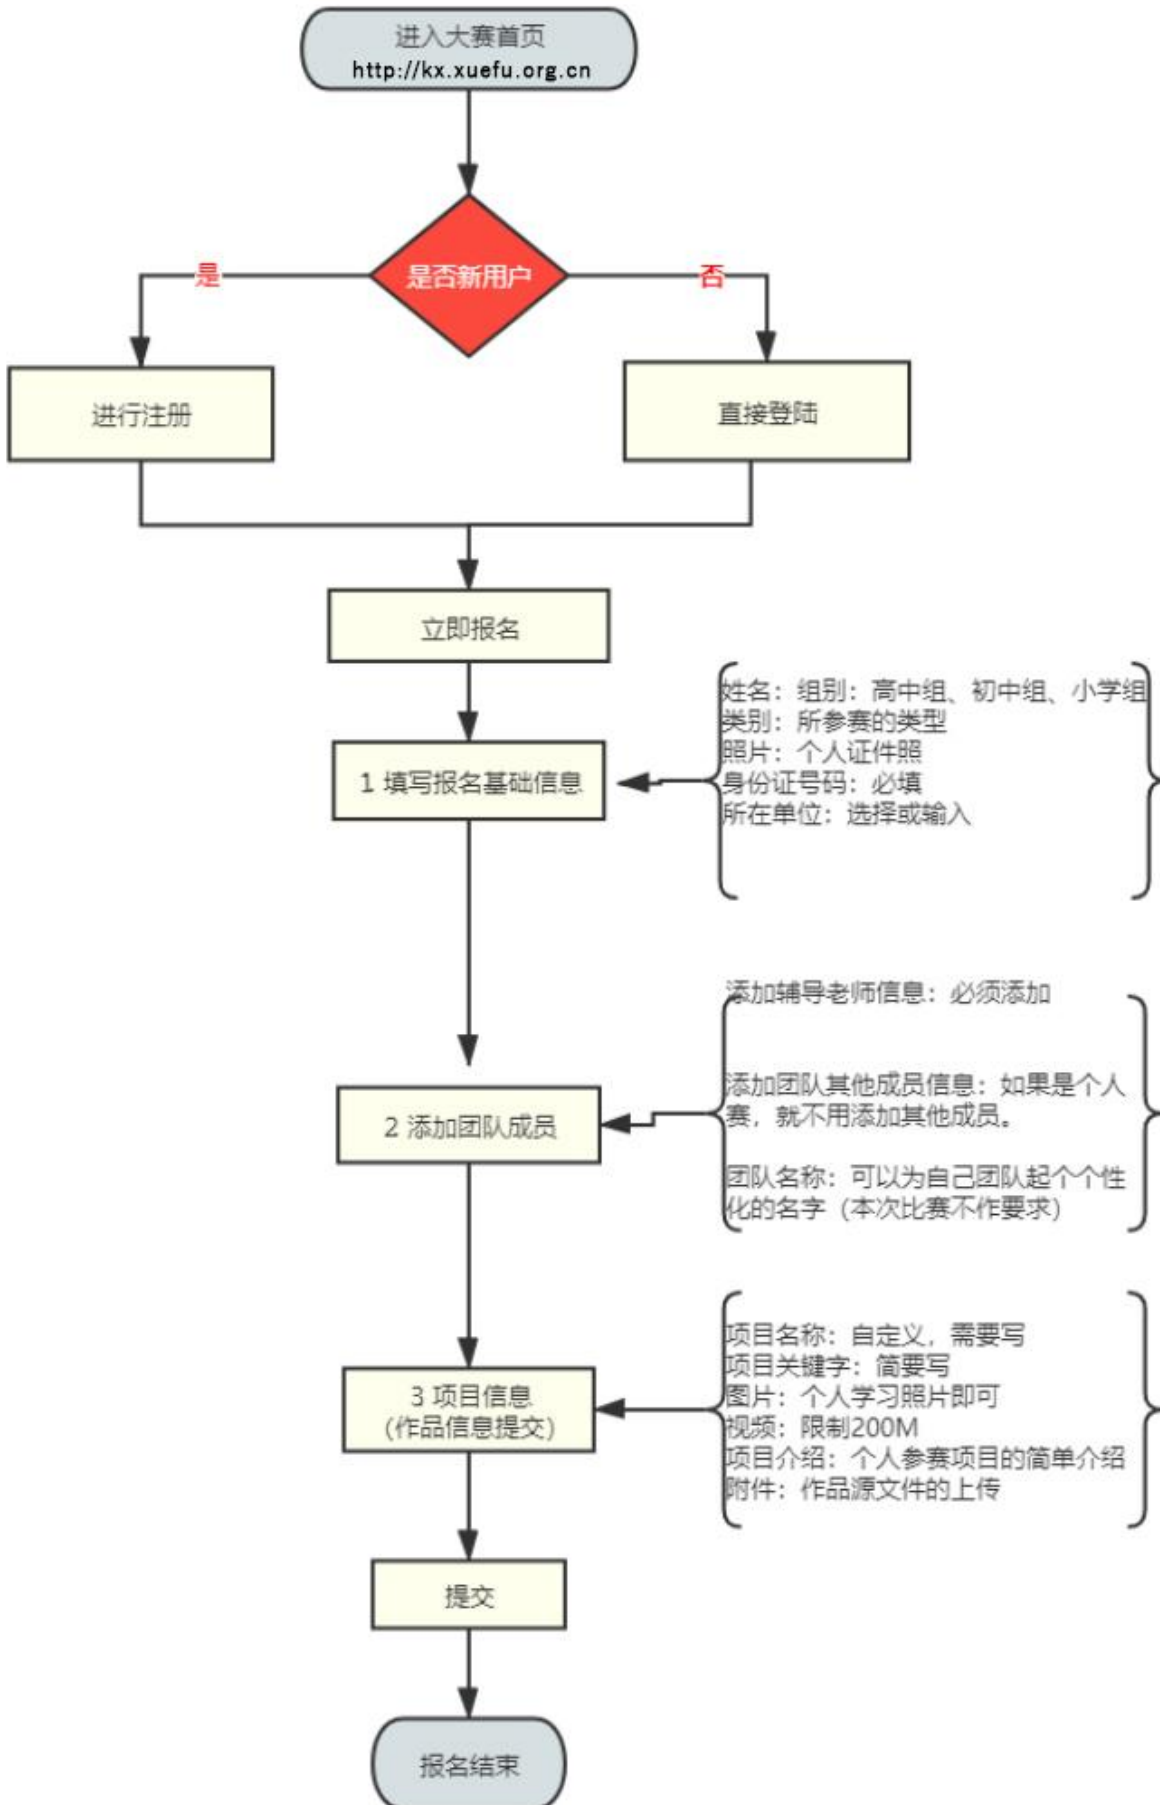 进入大赛首页
http://kx.xuefu.org.cn
是否新用户
是
否
进行注册
直接登陆
立即报名
1 填写报名基础信息
姓名：组别：高中组、初中组、小学组
类别：所参赛的类型
照片：个人证件照
身份证号码：必填
所在单位：选择或输入
2 添加团队成员
添加辅导老师信息：必须添加
添加团队其他成员信息：如果是个人
赛，就不用添加其他成员。
团队名称：可以为自己团队起个个性
化的名字（本次比赛不作要求）
3 项目信息
（作品信息提交）
项目名称：自定义，需要写
项目关键字：简要写
图片：个人学习照片即可
视频：限制200M
项目介绍：个人参赛项目的简单介绍
附件：作品源文件的上传
提交
报名结束